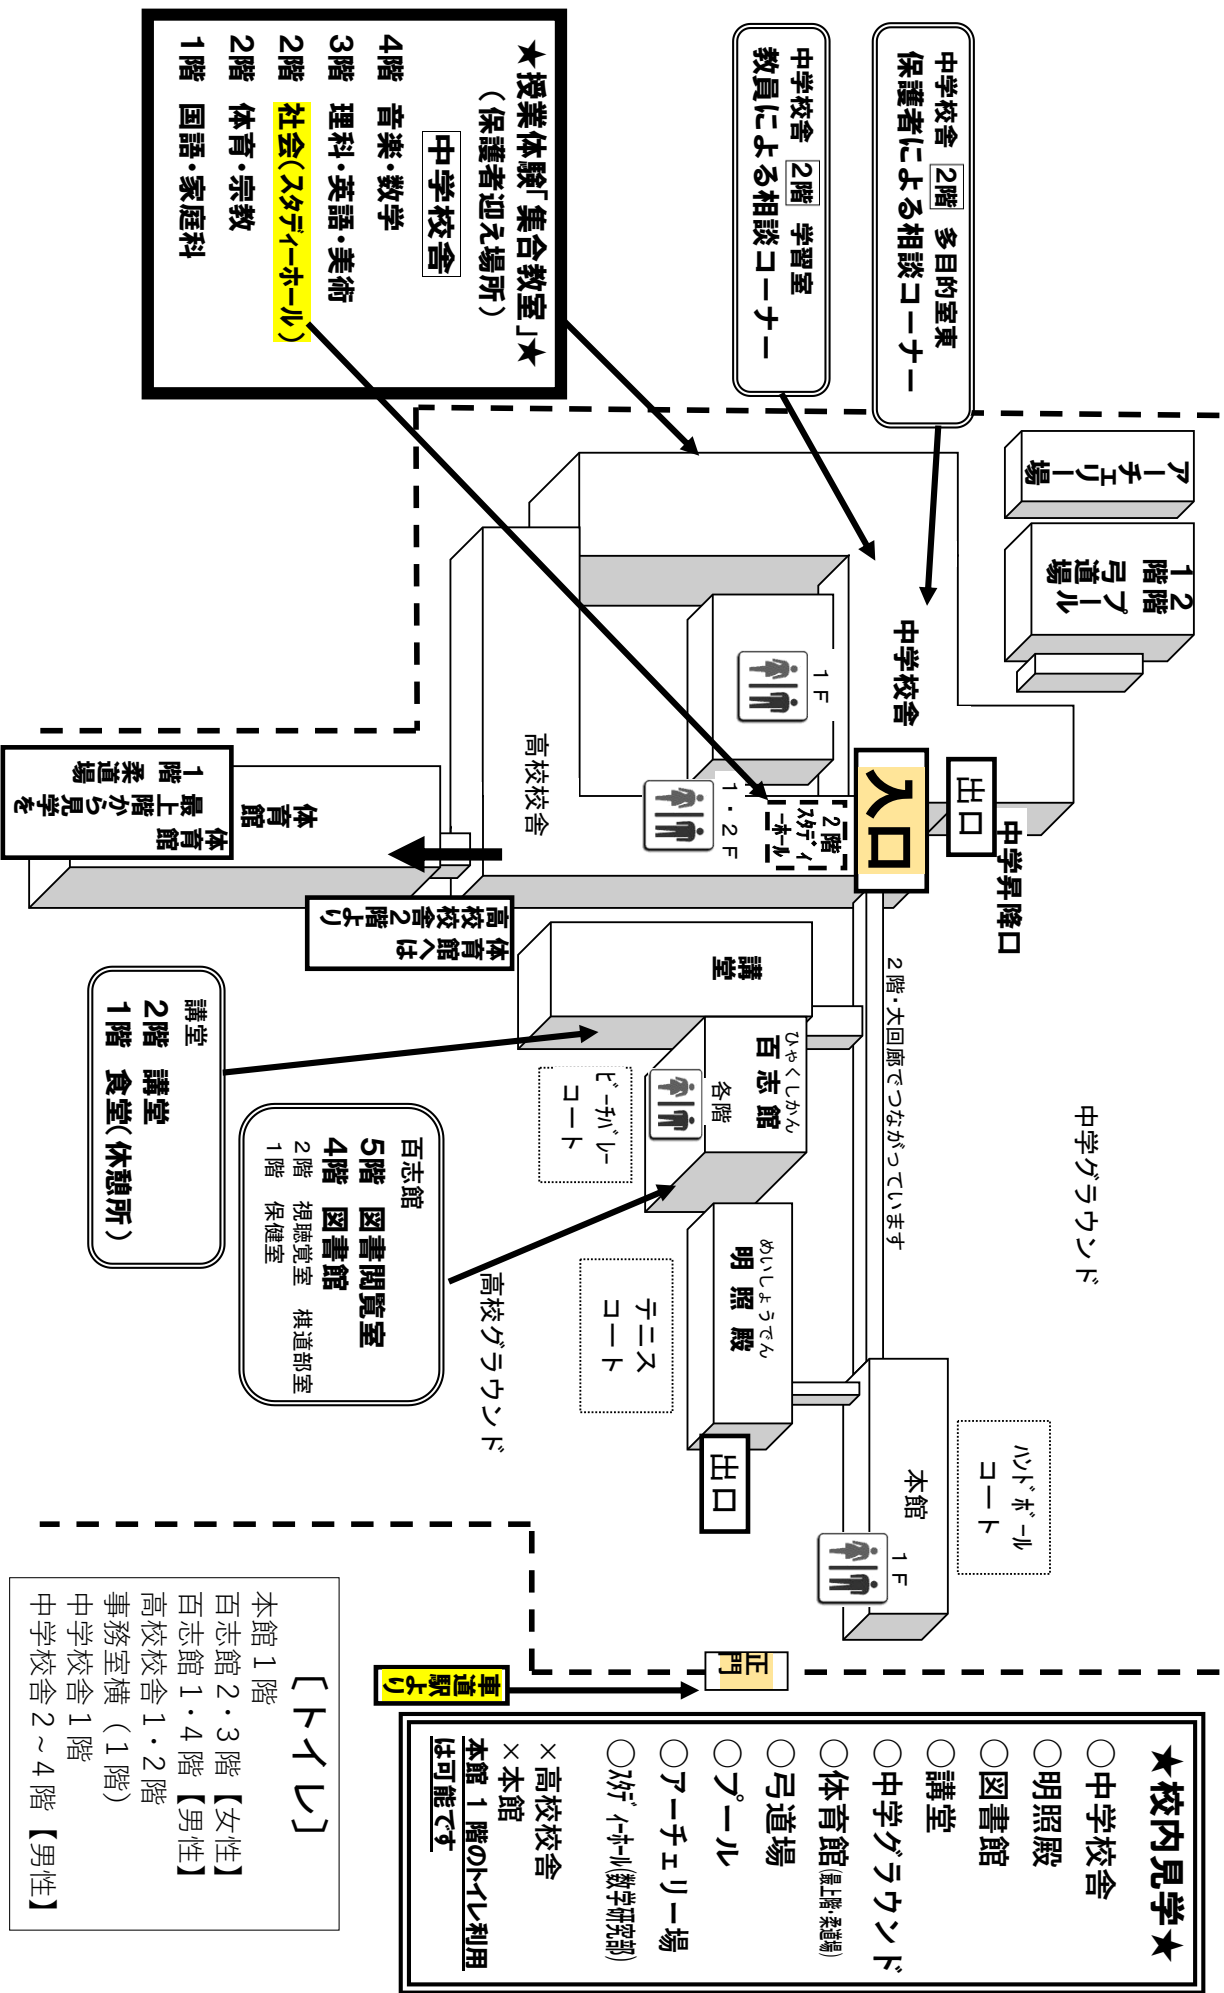 ★授業体験「集合教室」★
（保護者迎え場所）
中学校舎
４階　音楽・数学
３階　理科・英語・美術
２階　社会（スタディーホール）
２階　体育・宗教
１階　国語・家庭科
中学校舎　２階　多目的室東
保護者による相談コーナー
中学校舎　２階　学習室
教員による相談コーナー
アーチェリー場
２階　プール
１階　弓道場
中学校舎
１Ｆ
１・２Ｆ
高校校舎
２階
スタディ
ーホール
入口
出口
中学昇降口
体育館
体育館
最上階から見学を
１階　柔道場
体育館へは
高校校舎２階より
講堂
２階・大回廊でつながっています
ひゃくしかん
百志館
各階
ビーチバレー
コート
めいしょうでん
明照殿
テニス
コート
出口
中学グラウンド
高校グラウンド
ハンドボール
コート
本館
１Ｆ
講堂
２階　講堂
１階　食堂（休憩所）
百志館
５階　図書閲覧室
４階　図書館
２階　視聴覚室　棋道部室
１階　保健室
正門
車道駅より
★校内見学★
○中学校舎
○明照殿
○図書館
○講堂
○中学グラウンド
○体育館（最上階・柔道場）
○弓道場
○プール
○アーチェリー場
○スタディーホール（数学研究部）
×高校校舎
×本館
本館１階のトイレ利用
は可能です
〔トイレ〕
本館１階
百志館２・３階【女性】
百志館１・４階【男性】
高校校舎１・２階
事務室横（１階）
中学校舎１階
中学校舎２～４階【男性】